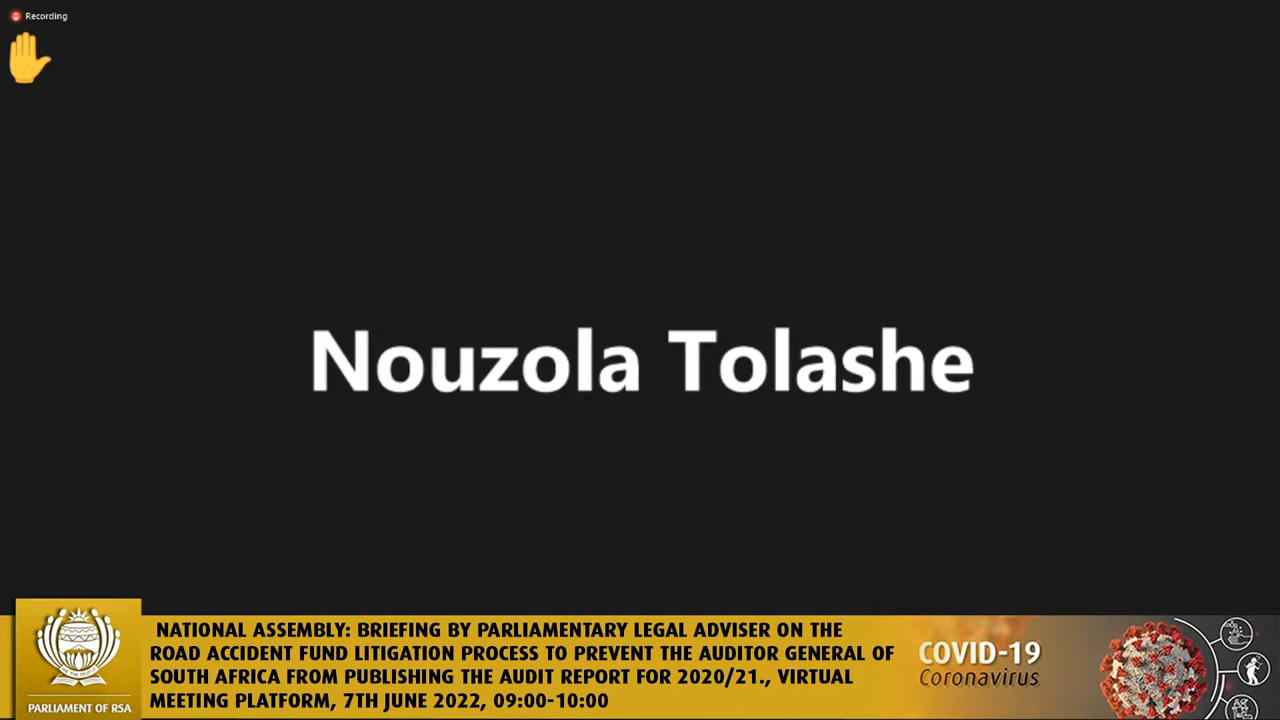 Recording
Nouzola Tolashe
NATIONAL ASSEMBLY: BRIEFING BY PARLIAMENTARY LEGAL ADVISER ON THE
ROAD ACCIDENT FUND LITIGATION PROCESS TO PREVENT THE AUDITOR GENERAL OF
SOUTH AFRICA FROM PUBLISHING THE AUDIT REPORT FOR 2020/21., VIRTUAL
MEETING PLATFORM, 7TH JUNE 2022, 09:00-10:00
PARLIAMENT OF RSA
COVID-19
Coronavirus